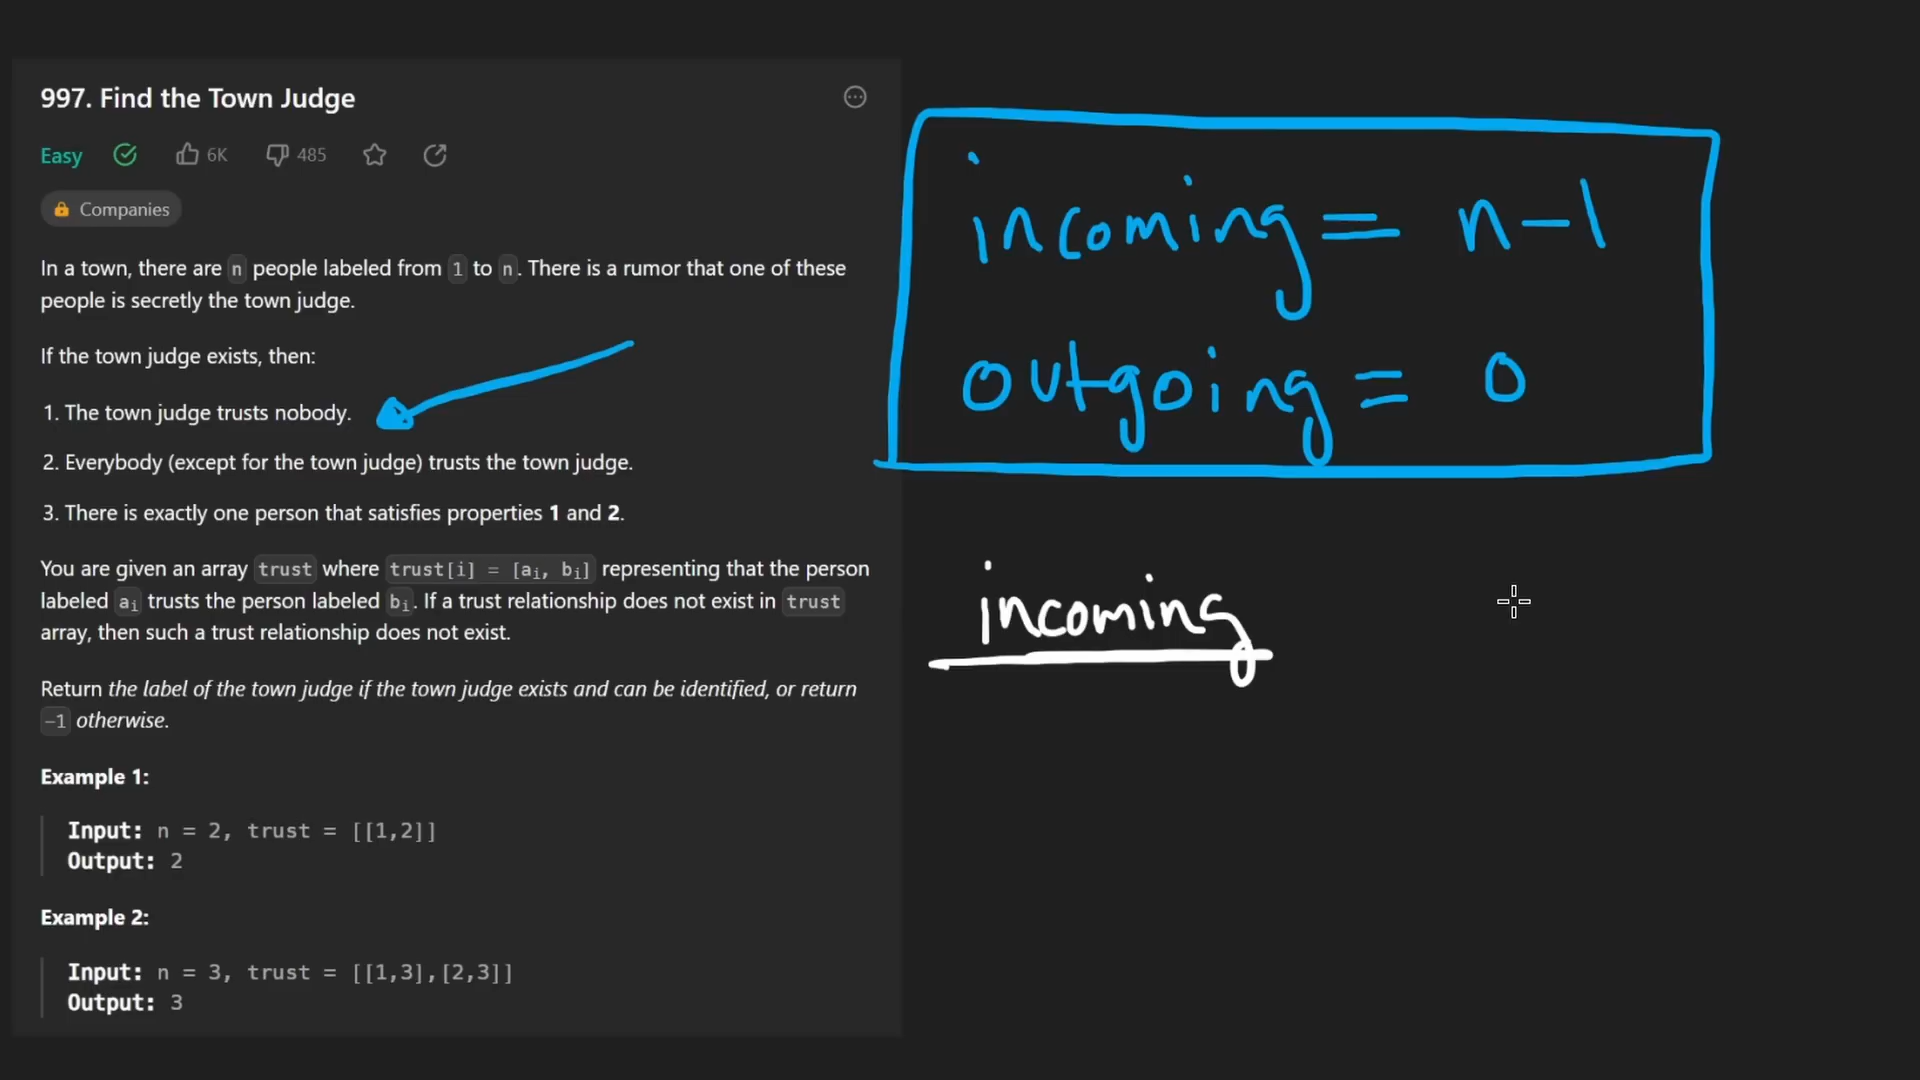 997. Find the Town Judge
Easy 6K 485
Companies
In a town, there are n people labeled from 1 to n. There is a rumor that one of these
people is secretly the town judge.
If the town judge exists, then:
1. The town judge trusts nobody.
2. Everybody (except for the town judge) trusts the town judge.
3. There is exactly one person that satisfies properties 1 and 2.
You are given an array trust where trust[i] = [aᵢ, bᵢ] representing that the person
labeled aᵢ trusts the person labeled bᵢ. If a trust relationship does not exist in trust
array, then such a trust relationship does not exist.
Return the label of the town judge if the town judge exists and can be identified, or return
-1 otherwise.
Example 1:
Input: n = 2, trust = [[1,2]]
Output: 2
Example 2:
Input: n = 3, trust = [[1,3],[2,3]]
Output: 3
incoming = n-1
outgoing = 0
incoming